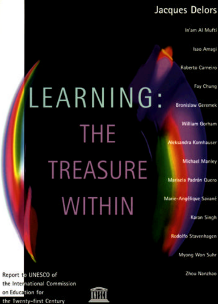 Jacques Delors
In'am Al Mufti
Isao Amagi
Roberto Carneiro
Fay Chung
Bronislaw Geremek
William Gorham
Aleksandra Kornhauser
Michael Manley
Marisela Padrón Quero
Marie-Angélique Savané
Karan Singh
Rodolfo Stavenhagen
Myong Won Suhr
Zhou Nanzhao
LEARNING:
THE
TREASURE
WITHIN
Report to UNESCO of
the International Commission
on Education for
the Twenty-first Century